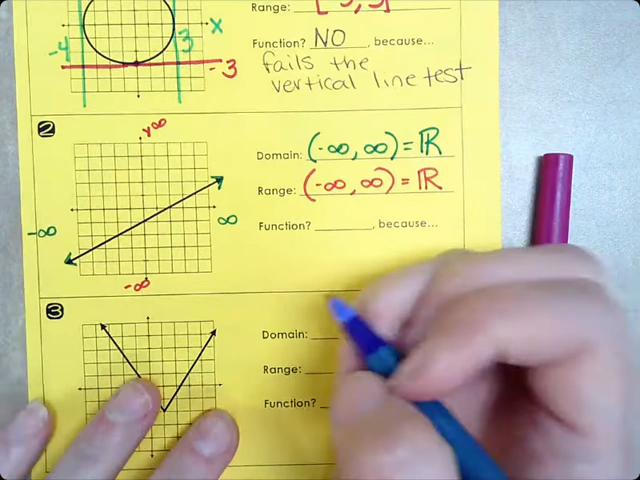 Range: [
-4
3
X
-3
Function? NO, because...
fails the
vertical line test
2
y ∞
Domain: (-∞, ∞) = ℝ
Range: (-∞, ∞) = ℝ
-∞
∞
Function? ______, because...
-∞
3
Domain:
Range:
Function?